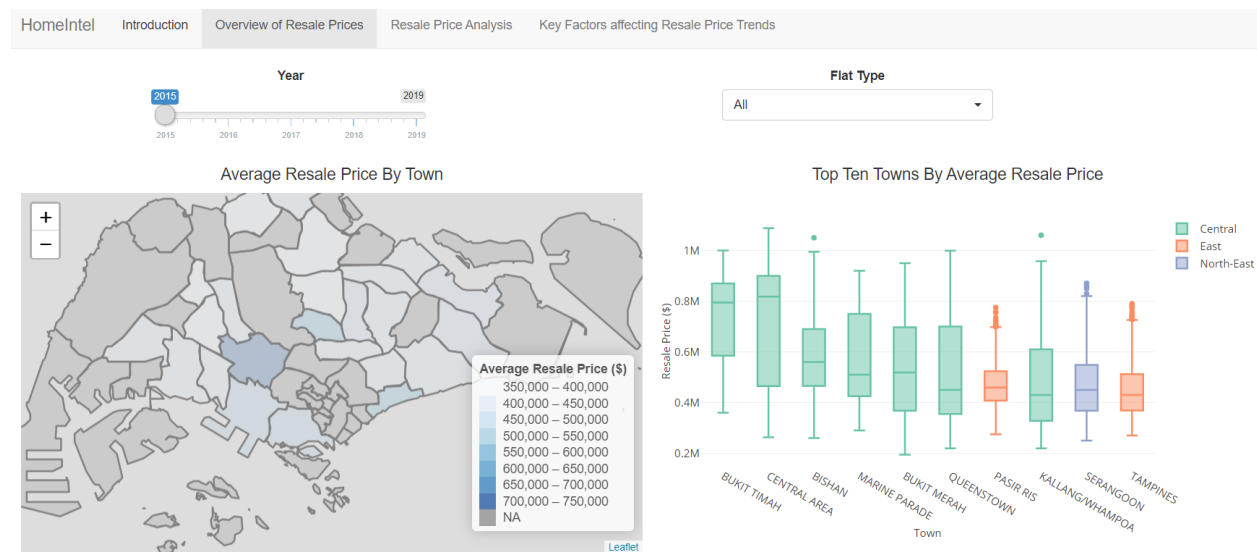 HomeIntel Introduction Overview of Resale Prices Resale Price Analysis Key Factors affecting Resale Price Trends
Year
2015 2019
2015 2016 2017 2018 2019
Flat Type
All
Average Resale Price By Town
+
−
Average Resale Price ($)
350,000 – 400,000
400,000 – 450,000
450,000 – 500,000
500,000 – 550,000
550,000 – 600,000
600,000 – 650,000
650,000 – 700,000
700,000 – 750,000
NA
Leaflet
Top Ten Towns By Average Resale Price
Central
East
North-East
1M
0.8M
0.6M
0.4M
0.2M
Resale Price ($)
BUKIT TIMAH
CENTRAL AREA
BISHAN
MARINE PARADE
BUKIT MERAH
QUEENSTOWN
PASIR RIS
KALLANG/WHAMPOA
SERANGOON
TAMPINES
Town